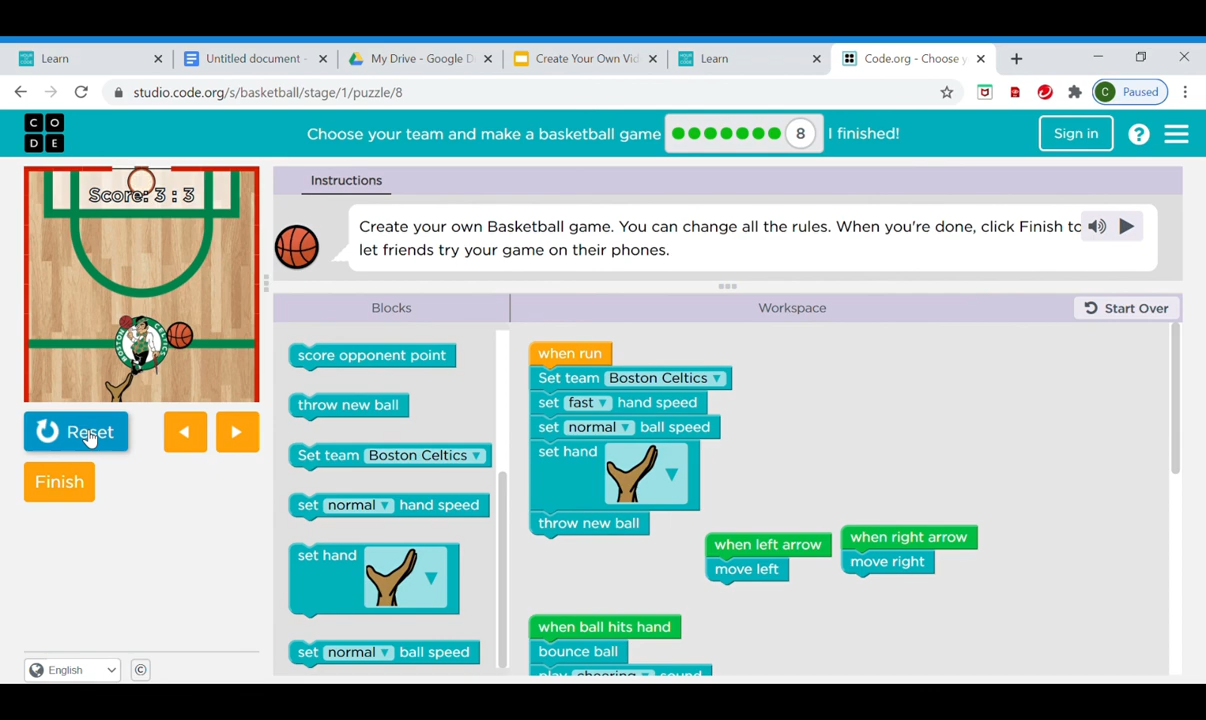 Learn
Untitled document -
My Drive - Google D
Create Your Own Vid
Learn
Code.org - Choose y
studio.code.org/s/basketball/stage/1/puzzle/8
C Paused
C O
D E
Choose your team and make a basketball game
8
I finished!
Sign in
?
Score: 3 : 3
Instructions
Create your own Basketball game. You can change all the rules. When you're done, click Finish to
let friends try your game on their phones.
Blocks
Workspace
Start Over
score opponent point
throw new ball
Set team Boston Celtics
set normal hand speed
set hand
set normal ball speed
when run
Set team Boston Celtics
set fast hand speed
set normal ball speed
set hand
throw new ball
when left arrow
move left
when right arrow
move right
when ball hits hand
bounce ball
play cheering sound
BOSTON CELTICS
Reset
Finish
English
©